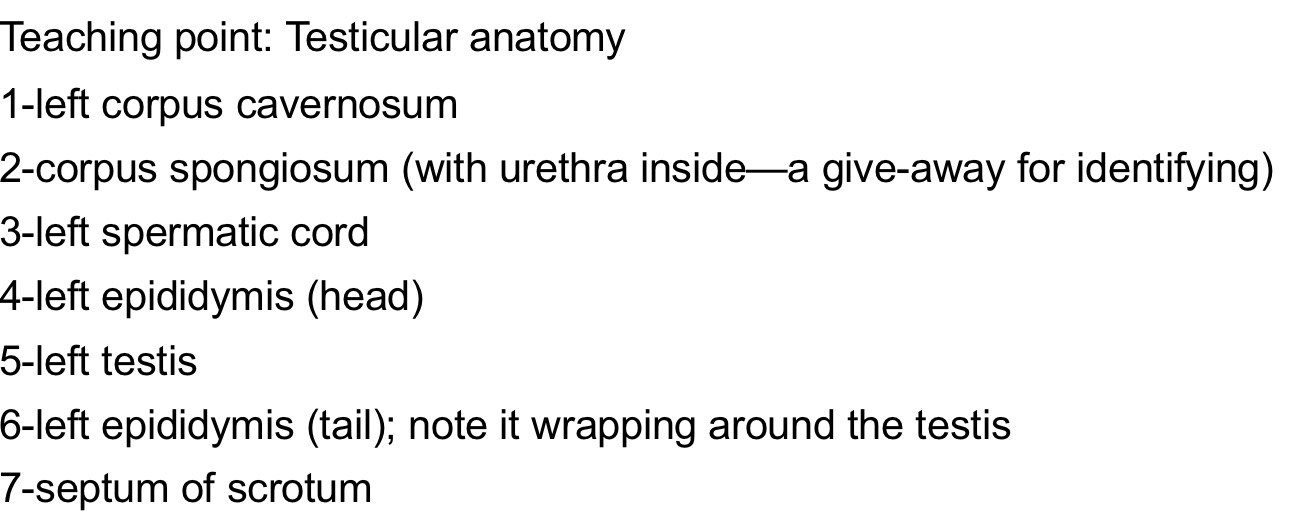 Teaching point: Testicular anatomy
1-left corpus cavernosum
2-corpus spongiosum (with urethra inside—a give-away for identifying)
3-left spermatic cord
4-left epididymis (head)
5-left testis
6-left epididymis (tail); note it wrapping around the testis
7-septum of scrotum